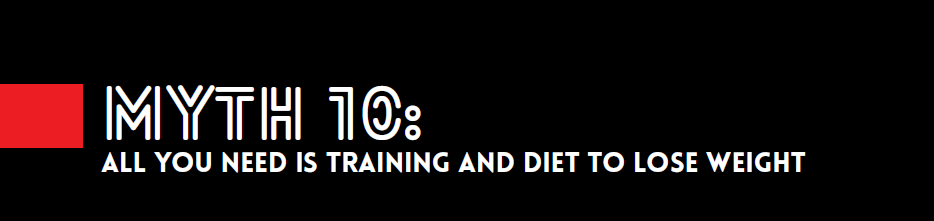 MYTH 10:
ALL YOU NEED IS TRAINING AND DIET TO LOSE WEIGHT